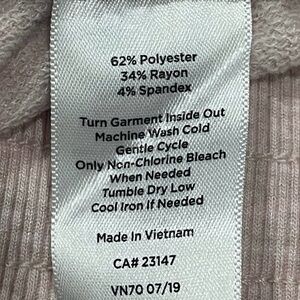 62% Polyester
34% Rayon
4% Spandex
Turn Garment Inside Out
Machine Wash Cold
Gentle Cycle
Only Non-Chlorine Bleach
When Needed
Tumble Dry Low
Cool Iron If Needed
Made In Vietnam
CA# 23147
VN70 07/19